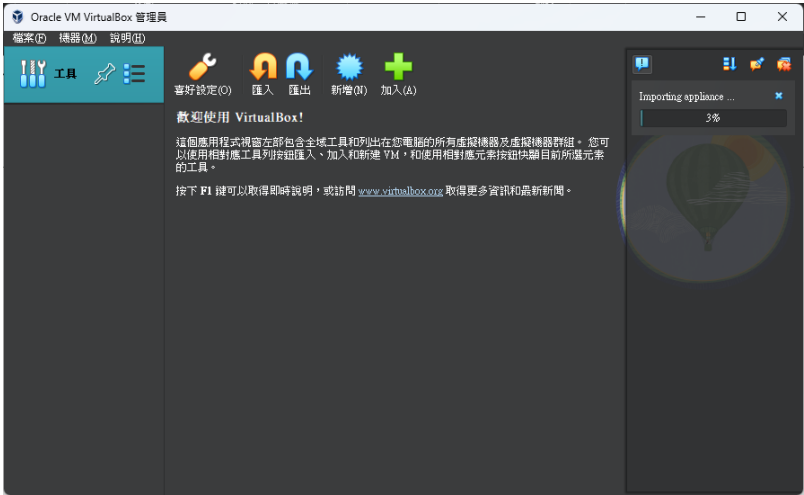 Oracle VM VirtualBox 管理員
檔案(F) 機器(M) 說明(H)
工具
喜好設定(O) 匯入 匯出 新增(N) 加入(A)
歡迎使用 VirtualBox!
這個應用程式視窗左部包含全域工具和列出在您電腦的所有虛擬機器及虛擬機器群組。 您可
以使用相對應工具列按鈕匯入、加入和新建 VM，和使用相對應元素按鈕快顯目前所選元素
的工具。
按下 F1 鍵可以取得即時說明，或訪問 www.virtualbox.org 取得更多資訊和最新新聞。
Importing appliance ...
3%